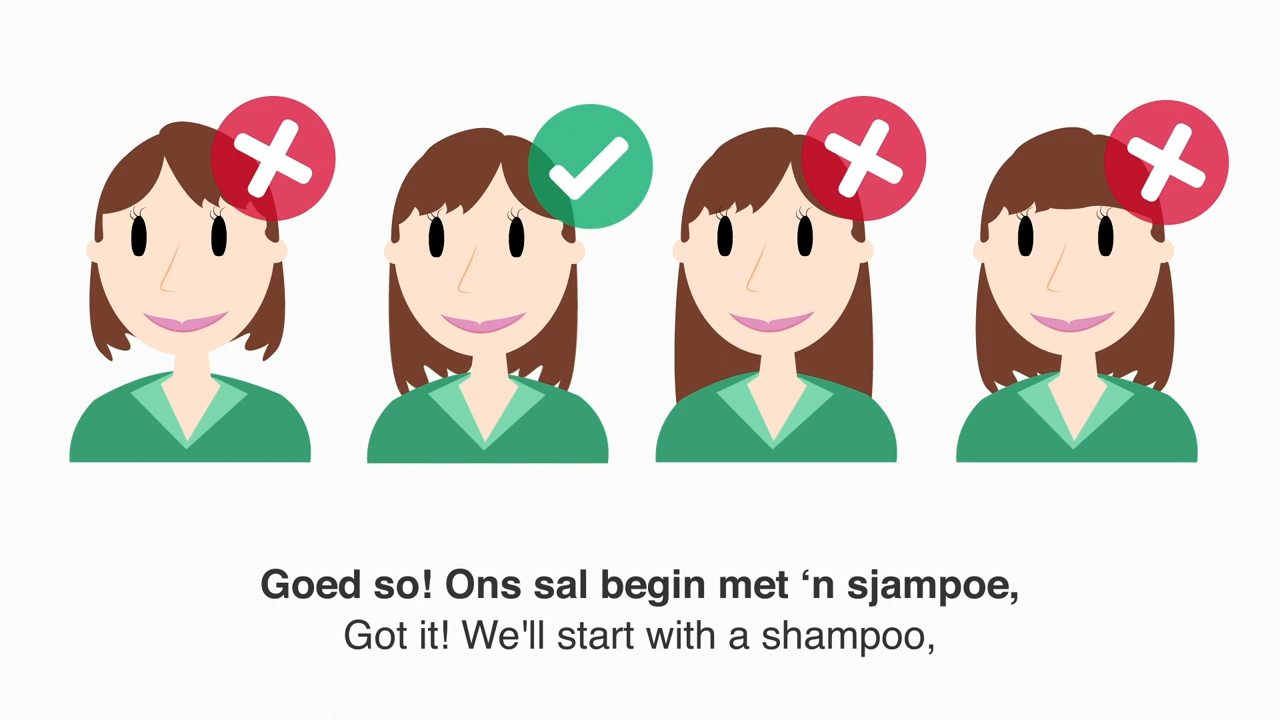 Goed so! Ons sal begin met ‘n sjampoe,
Got it! We'll start with a shampoo,